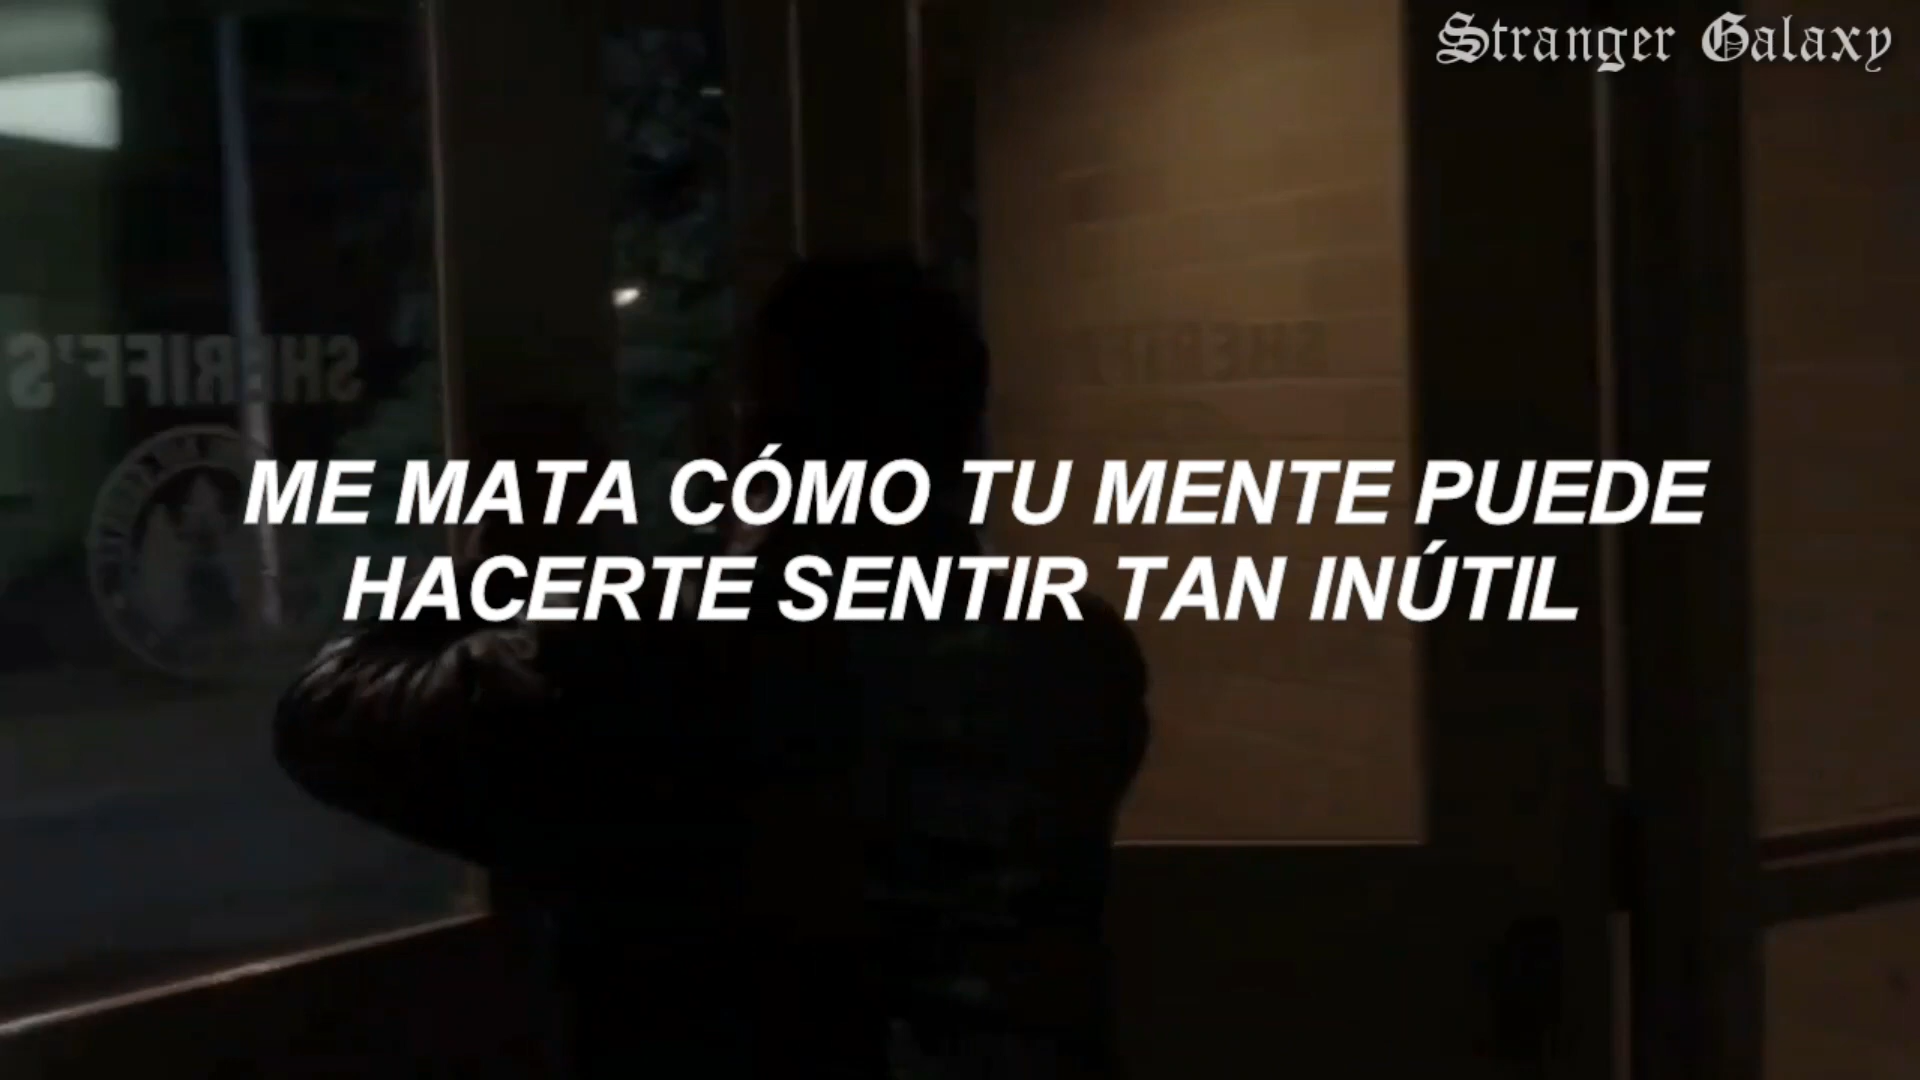 Stranger Galaxy
SHERIFF'S
ME MATA CÓMO TU MENTE PUEDE
HACERTE SENTIR TAN INÚTIL